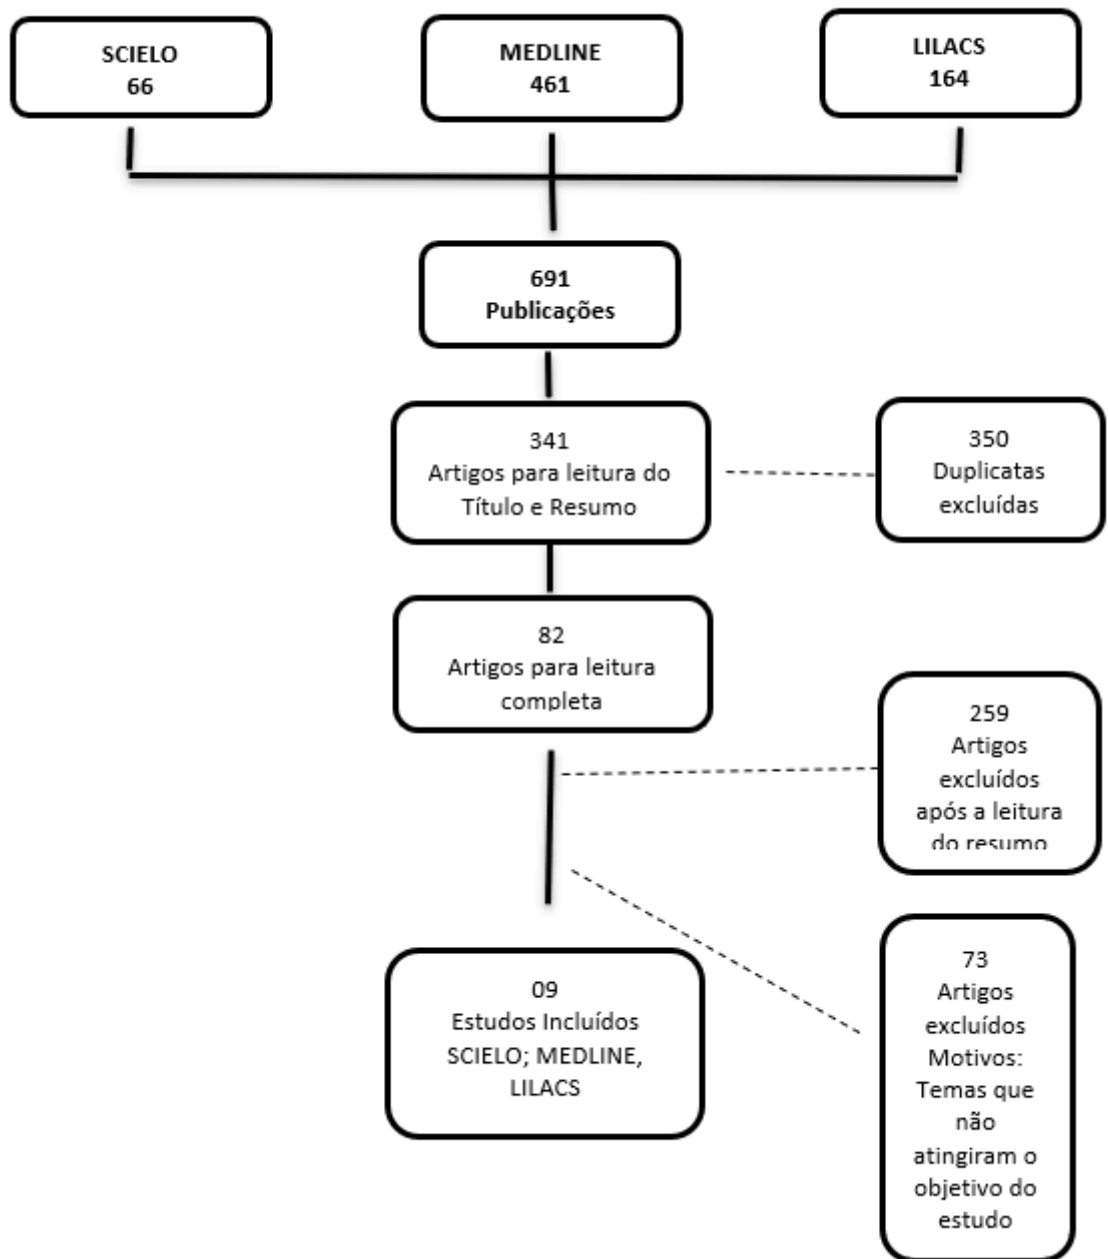 SCIELO
66
MEDLINE
461
LILACS
164
691
Publicações
341
Artigos para leitura do
Título e Resumo
350
Duplicatas
excluídas
82
Artigos para leitura
completa
259
Artigos
excluídos
após a leitura
do resumo
09
Estudos Incluídos
SCIELO; MEDLINE,
LILACS
73
Artigos
excluídos
Motivos:
Temas que
não
atingiram o
objetivo do
estudo